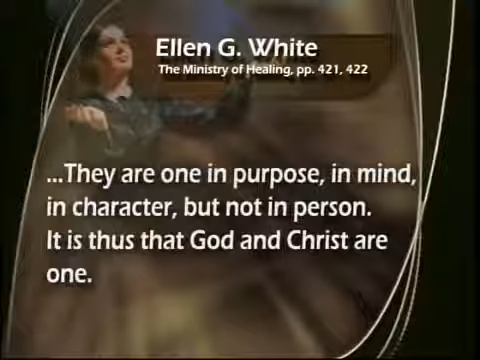 Ellen G. White
The Ministry of Healing, pp. 421, 422
...They are one in purpose, in mind,
in character, but not in person.
It is thus that God and Christ are
one.